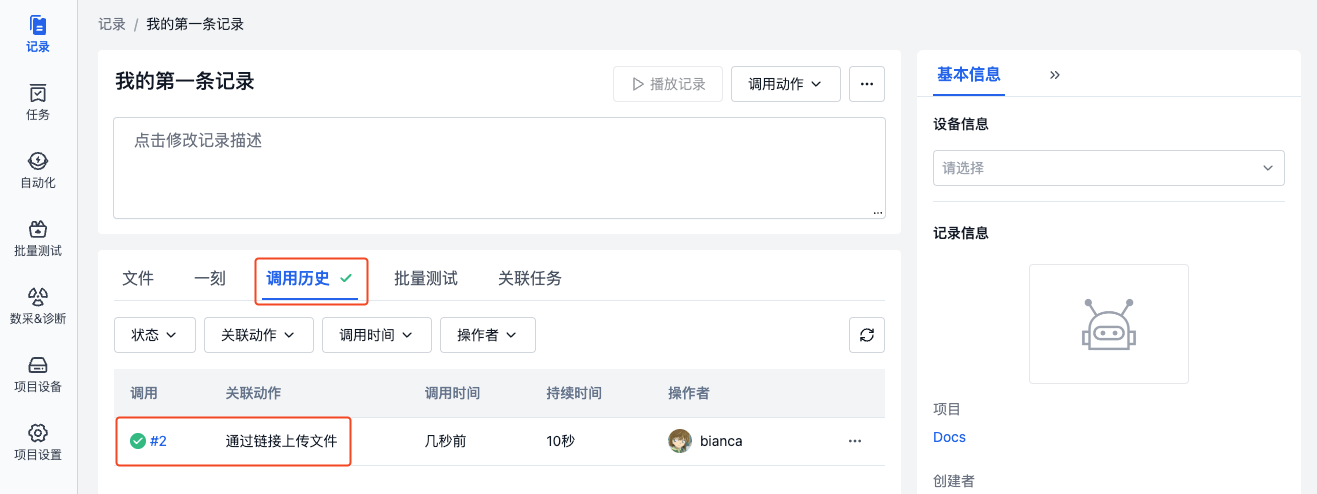 记录
任务
自动化
批量测试
数采&诊断
项目设备
项目设置
记录 / 我的第一条记录
我的第一条记录
播放记录
调用动作
...
点击修改记录描述
...
文件 一刻 调用历史 批量测试 关联任务
状态 关联动作 调用时间 操作者
调用 关联动作 调用时间 持续时间 操作者
#2 通过链接上传文件 几秒前 10秒 bianca ...
基本信息 »
设备信息
请选择
记录信息
项目
Docs
创建者